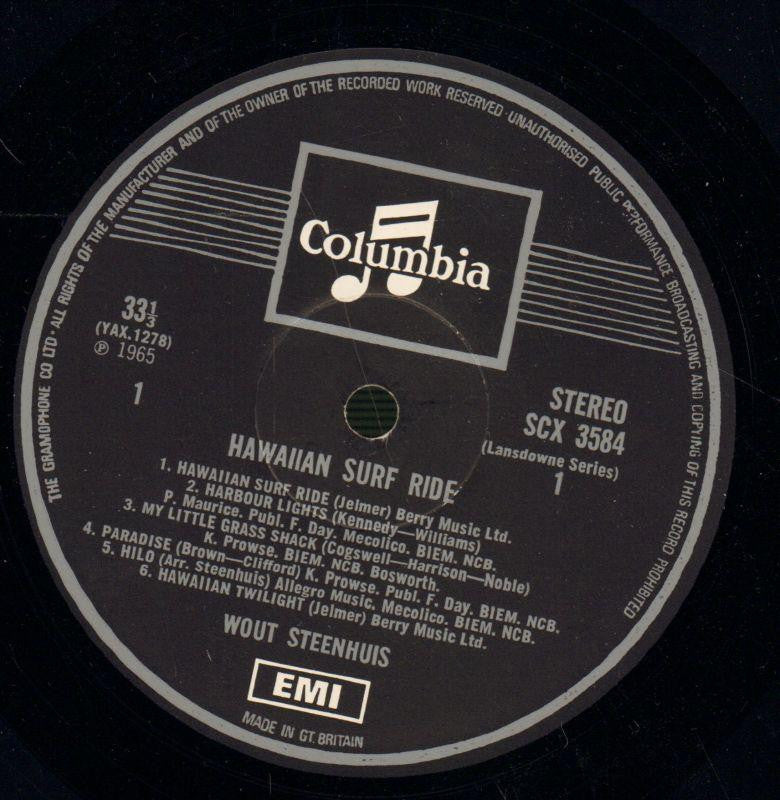 THE GRAMOPHONE CO LTD · ALL RIGHTS OF THE MANUFACTURER AND OF THE OWNER OF THE RECORDED WORK RESERVED · UNAUTHORISED PUBLIC PERFORMANCE BROADCASTING AND COPYING OF THIS RECORD PROHIBITED
Columbia
33⅓
(YAX.1278)
℗ 1965
1
STEREO
SCX 3584
(Lansdowne Series)
1
HAWAIIAN SURF RIDE
1. HAWAIIAN SURF RIDE (Jelmer) Berry Music Ltd.
2. HARBOUR LIGHTS (Kennedy—Williams)
P. Maurice. Publ. F. Day. Mecolico. BIEM. NCB.
3. MY LITTLE GRASS SHACK (Cogswell—Harrison—Noble)
K. Prowse. BIEM. NCB. Bosworth.
4. PARADISE (Brown—Clifford) K. Prowse. Publ. F. Day. BIEM. NCB.
5. HILO (Arr. Steenhuis) Allegro Music. Mecolico. BIEM. NCB.
6. HAWAIIAN TWILIGHT (Jelmer) Berry Music Ltd.
WOUT STEENHUIS
EMI
MADE IN GT. BRITAIN